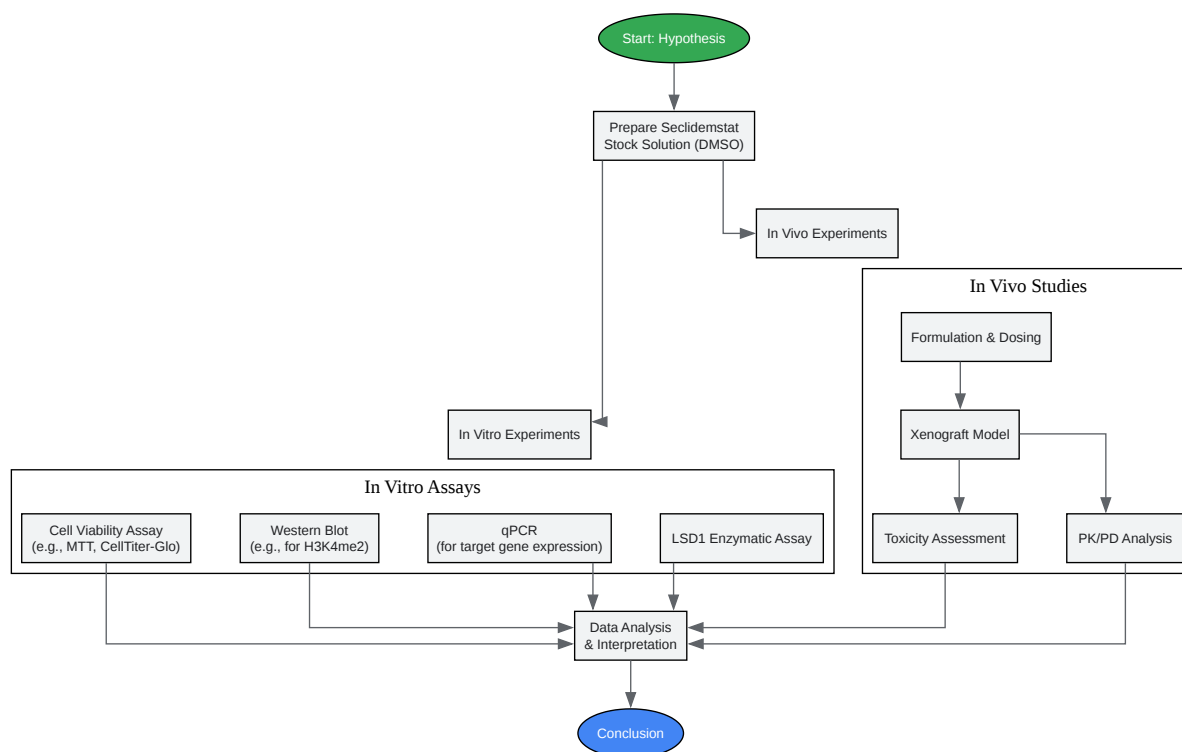 Start: Hypothesis
Prepare Seclidemstat
Stock Solution (DMSO)
In Vivo Experiments
In Vivo Studies
Formulation & Dosing
In Vitro Experiments
Xenograft Model
In Vitro Assays
Cell Viability Assay
(e.g., MTT, CellTiter-Glo)
Western Blot
(e.g., for H3K4me2)
qPCR
(for target gene expression)
LSD1 Enzymatic Assay
Toxicity Assessment
PK/PD Analysis
Data Analysis
& Interpretation
Conclusion